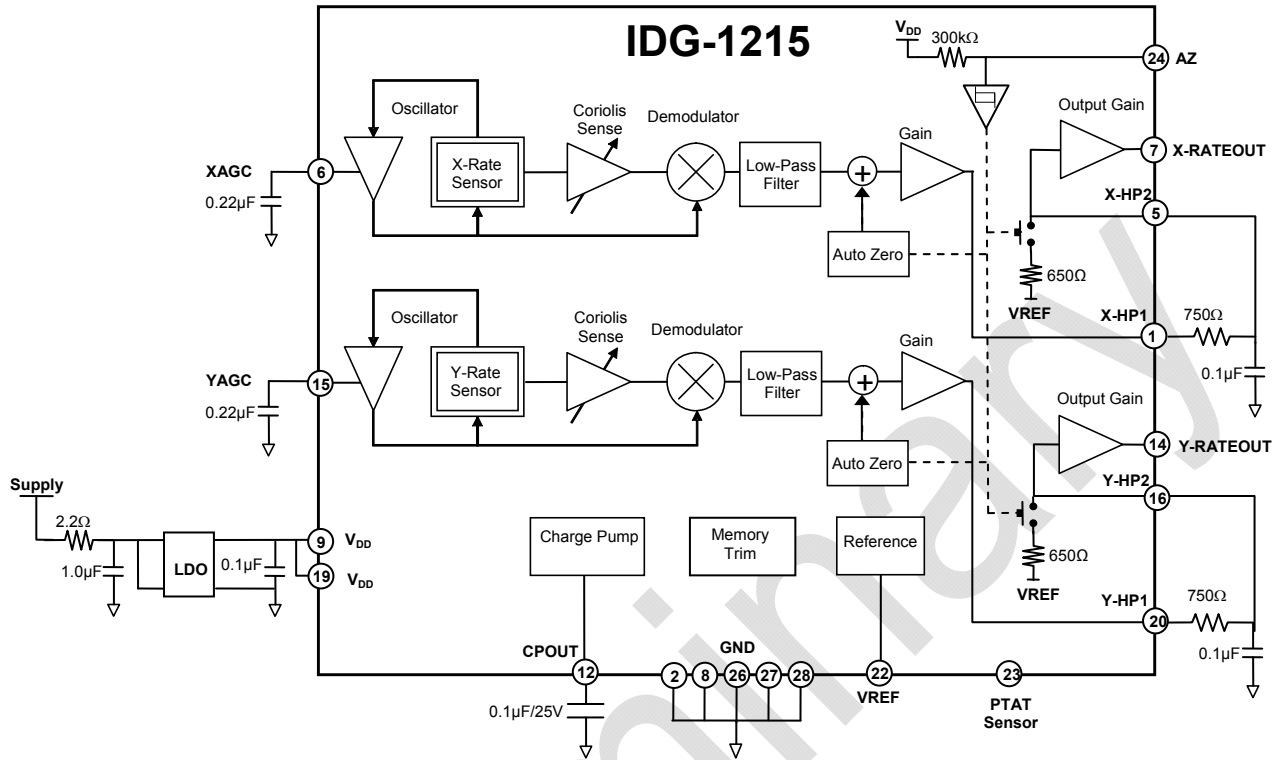 IDG-1215
VDD
300kΩ
24 AZ
Oscillator
Coriolis
Sense
Demodulator
Gain
Output Gain
XAGC
6
0.22µF
X-Rate
Sensor
Low-Pass
Filter
+
Auto Zero
7 X-RATEOUT
X-HP2
5
650Ω
VREF
X-HP1
1
750Ω
0.1µF
Oscillator
Coriolis
Sense
Demodulator
Gain
YAGC
15
0.22µF
Y-Rate
Sensor
Low-Pass
Filter
+
Auto Zero
Output Gain
14 Y-RATEOUT
Y-HP2
16
650Ω
VREF
Y-HP1
20
750Ω
0.1µF
Supply
2.2Ω
1.0µF
LDO
0.1µF
9 VDD
19 VDD
Charge Pump
Memory
Trim
Reference
CPOUT
12
0.1µF/25V
GND
2 8 26 27 28
22
VREF
23
PTAT
Sensor
minary